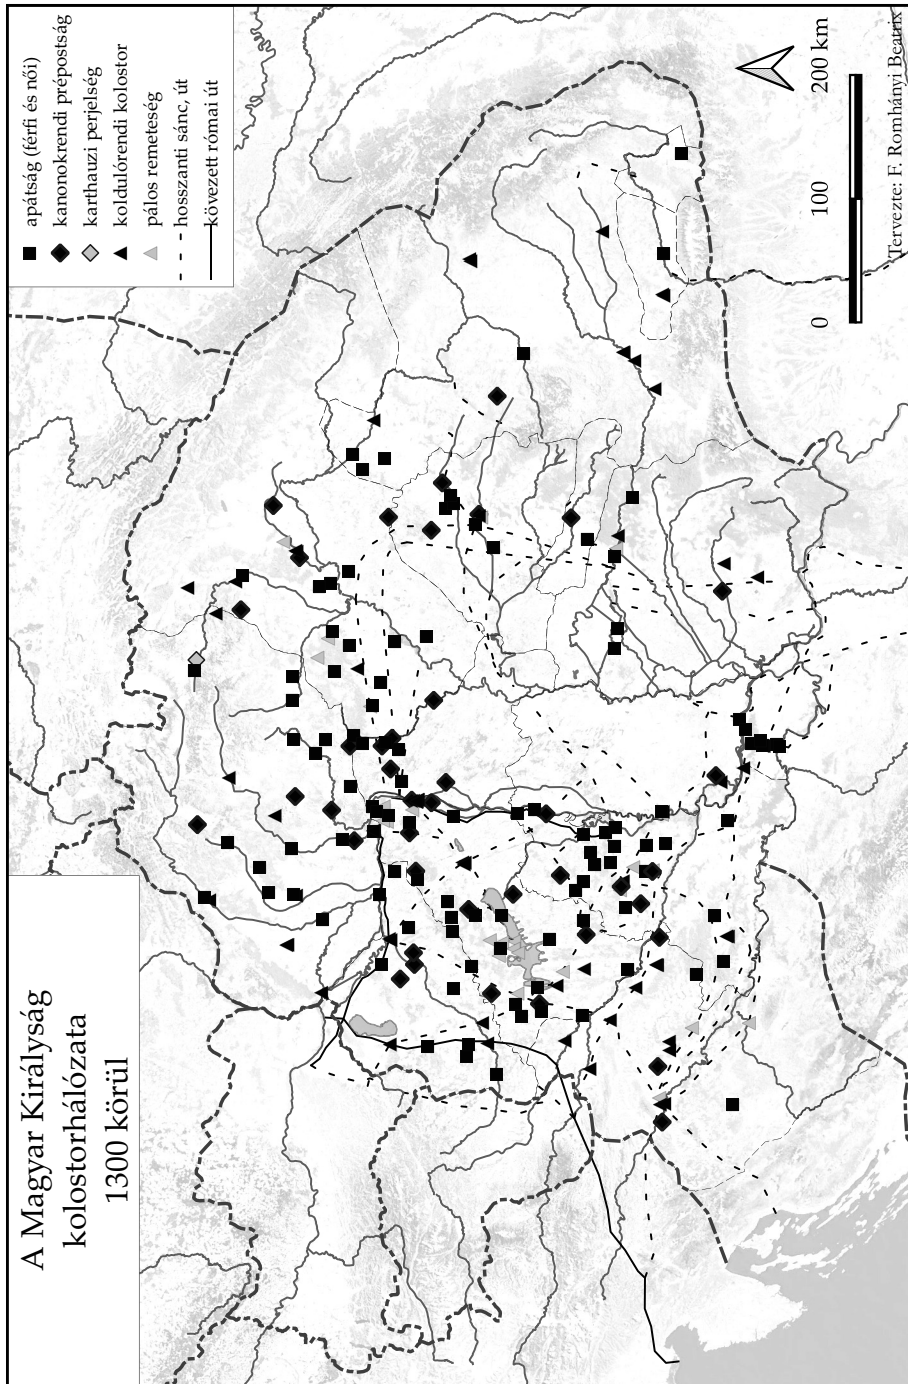 A Magyar Királyság
kolostorhálózata
1300 körül
apátság (férfi és női)
kanonokrendi prépostság
karthauzi perjelség
koldulórendi kolostor
pálos remeteség
hosszanti sánc, út
kövezett római út
0 100 200 km
Tervezte: F. Romhányi Beatrix